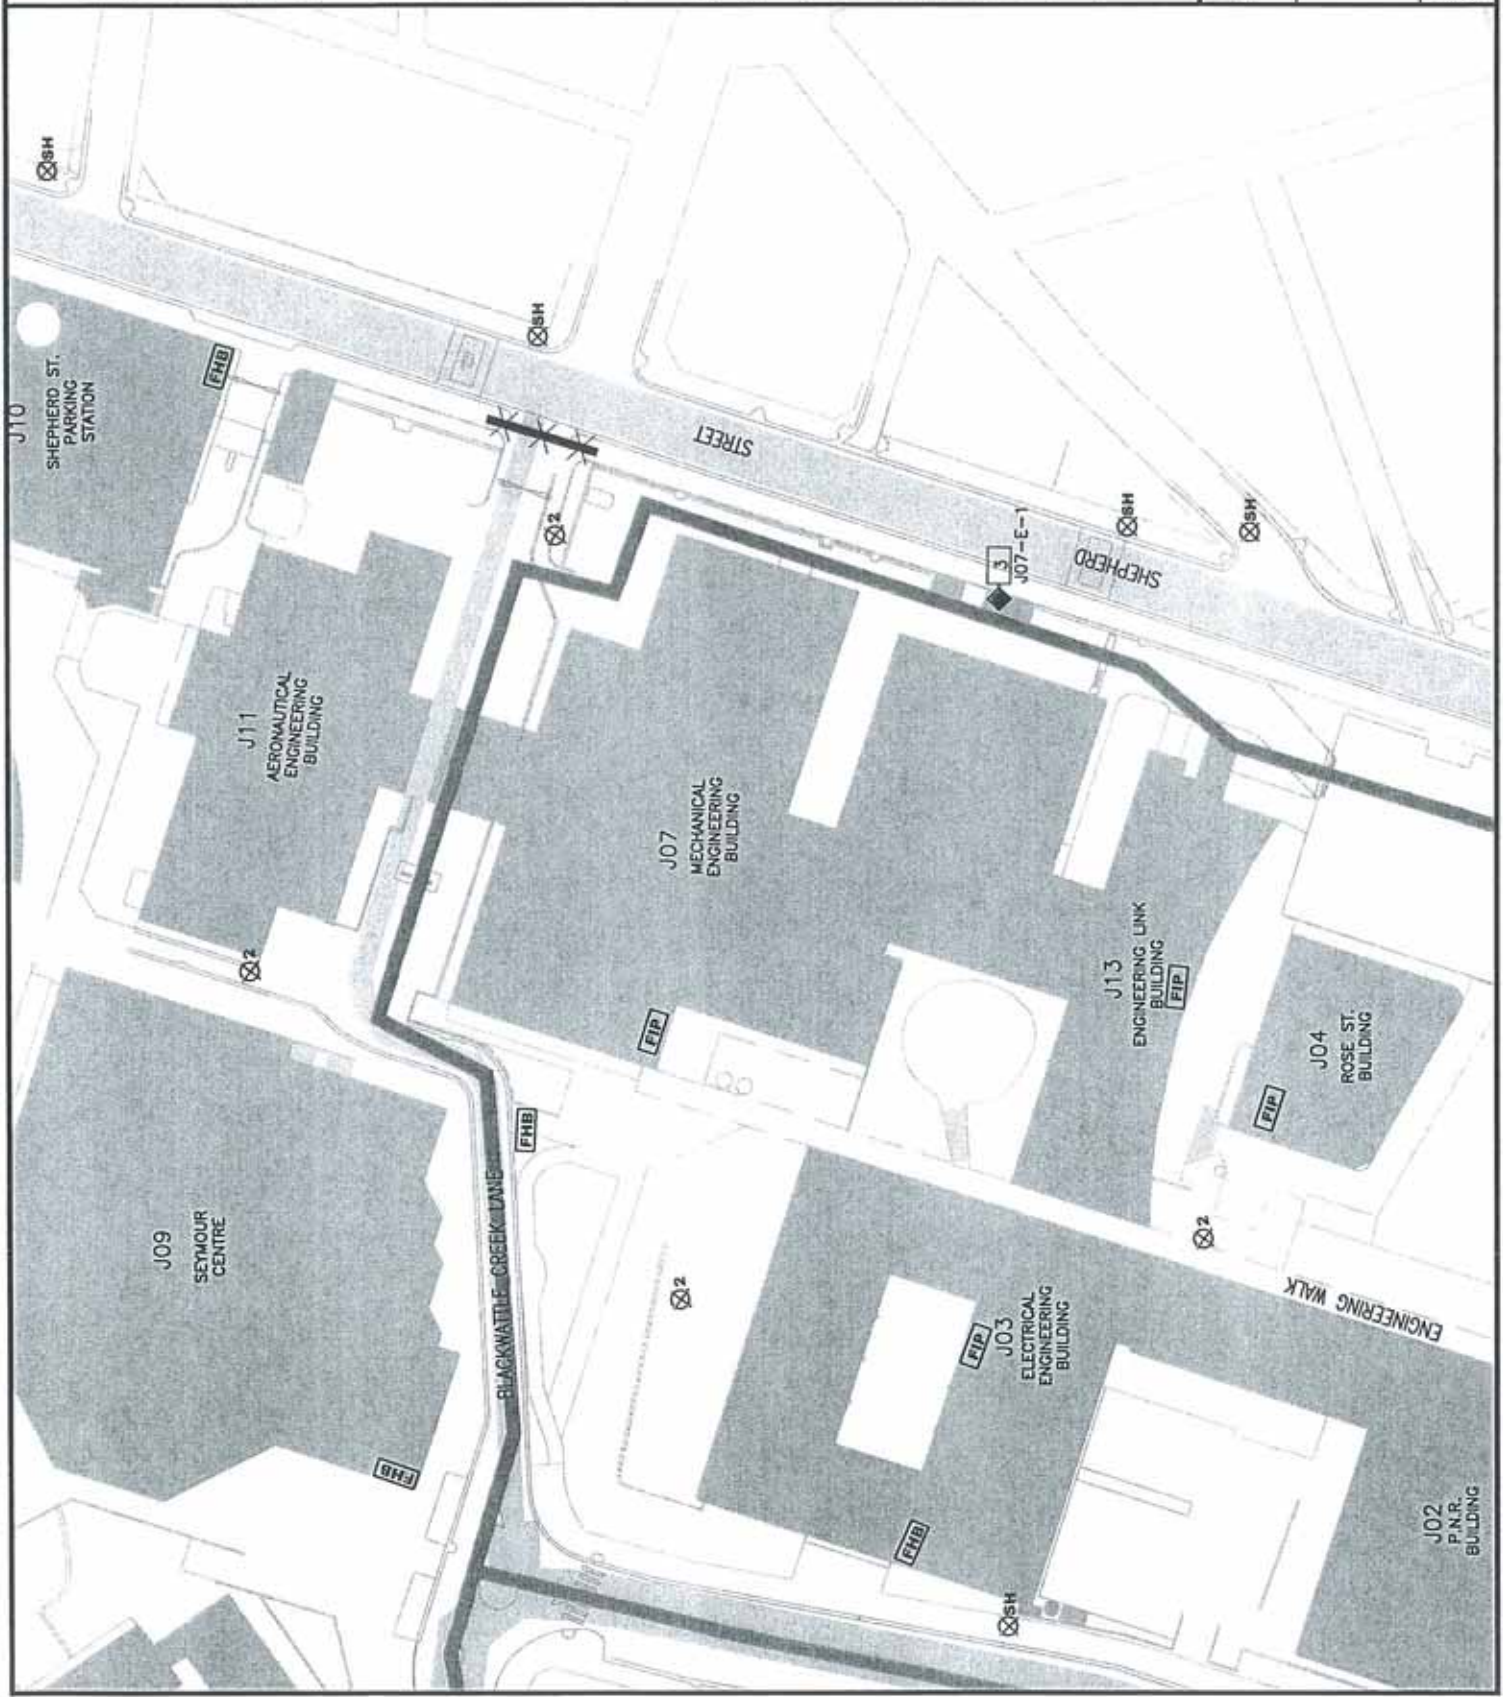 ⊗SH
J10
SHEPHERD ST.
PARKING
STATION
FHB
⊗SH
STREET
⊗2
3
J07-E-1
⊗SH
⊗SH
SHEPHERD
J11
AERONAUTICAL
ENGINEERING
BUILDING
J07
MECHANICAL
ENGINEERING
BUILDING
⊗2
FIP
J13
ENGINEERING LINK
BUILDING
FIP
J04
ROSE ST.
BUILDING
FIP
FHB
BLACKWATTLE CREEK LANE
J09
SEYMOUR
CENTRE
⊗2
⊗2
ENGINEERING WALK
FIP
J03
ELECTRICAL
ENGINEERING
BUILDING
FHB
FHB
⊗SH
J02
P.N.R.
BUILDING